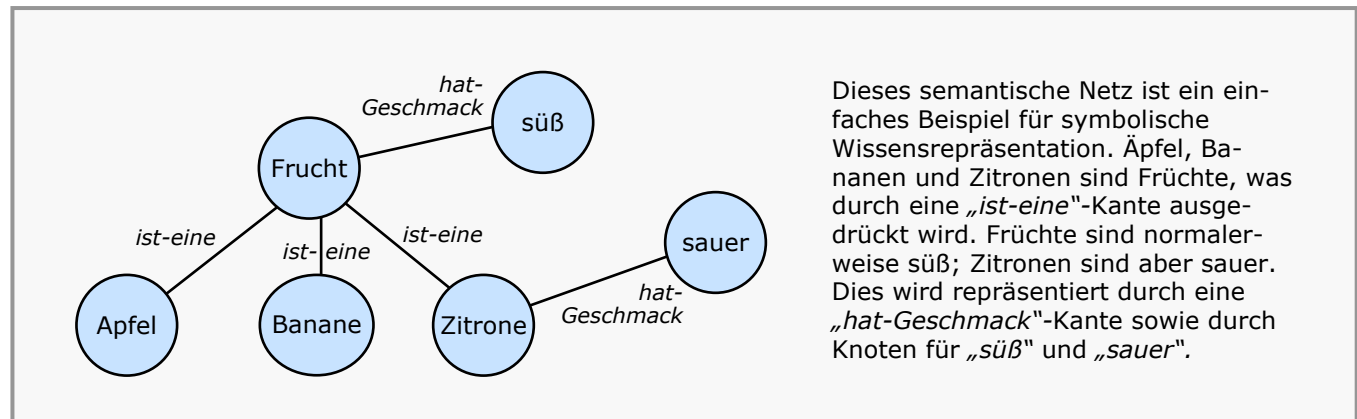 hat-
Geschmack
süß
Frucht
ist-eine
ist-eine
ist-eine
sauer
hat-
Geschmack
Apfel
Banane
Zitrone
Dieses semantische Netz ist ein ein-
faches Beispiel für symbolische
Wissensrepräsentation. Äpfel, Ba-
nanen und Zitronen sind Früchte, was
durch eine „ist-eine“-Kante ausge-
drückt wird. Früchte sind normaler-
weise süß; Zitronen sind aber sauer.
Dies wird repräsentiert durch eine
„hat-Geschmack“-Kante sowie durch
Knoten für „süß“ und „sauer“.